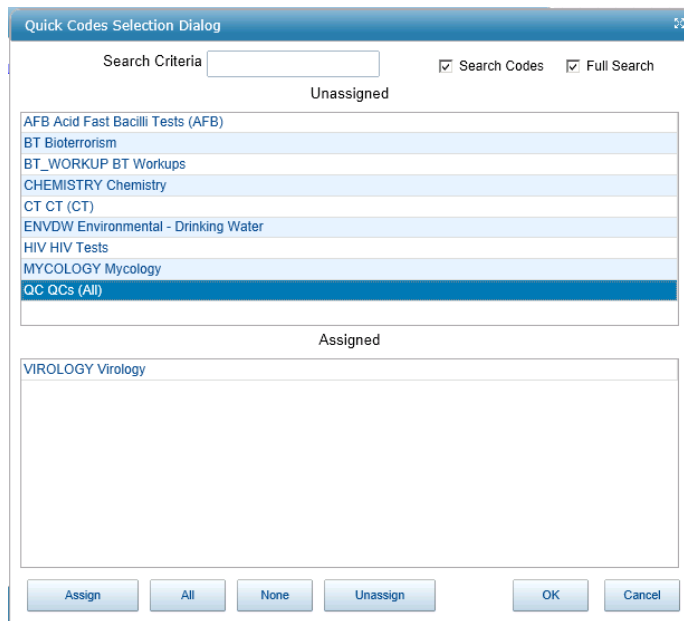 Quick Codes Selection Dialog
Search Criteria
Search Codes
Full Search
Unassigned
AFB Acid Fast Bacilli Tests (AFB)
BT Bioterrorism
BT_WORKUP BT Workups
CHEMISTRY Chemistry
CT CT (CT)
ENVDW Environmental - Drinking Water
HIV HIV Tests
MYCOLOGY Mycology
QC QCs (All)
Assigned
VIROLOGY Virology
Assign All None Unassign OK Cancel